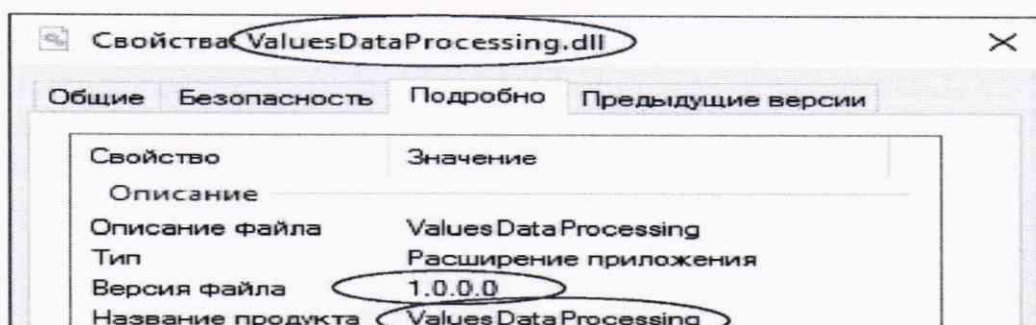 Свойства: ValuesDataProcessing.dll
Общие Безопасность Подробно Предыдущие версии
Свойство Значение
Описание
Описание файла ValuesDataProcessing
Тип Расширение приложения
Версия файла 1.0.0.0
Название продукта ValuesDataProcessing